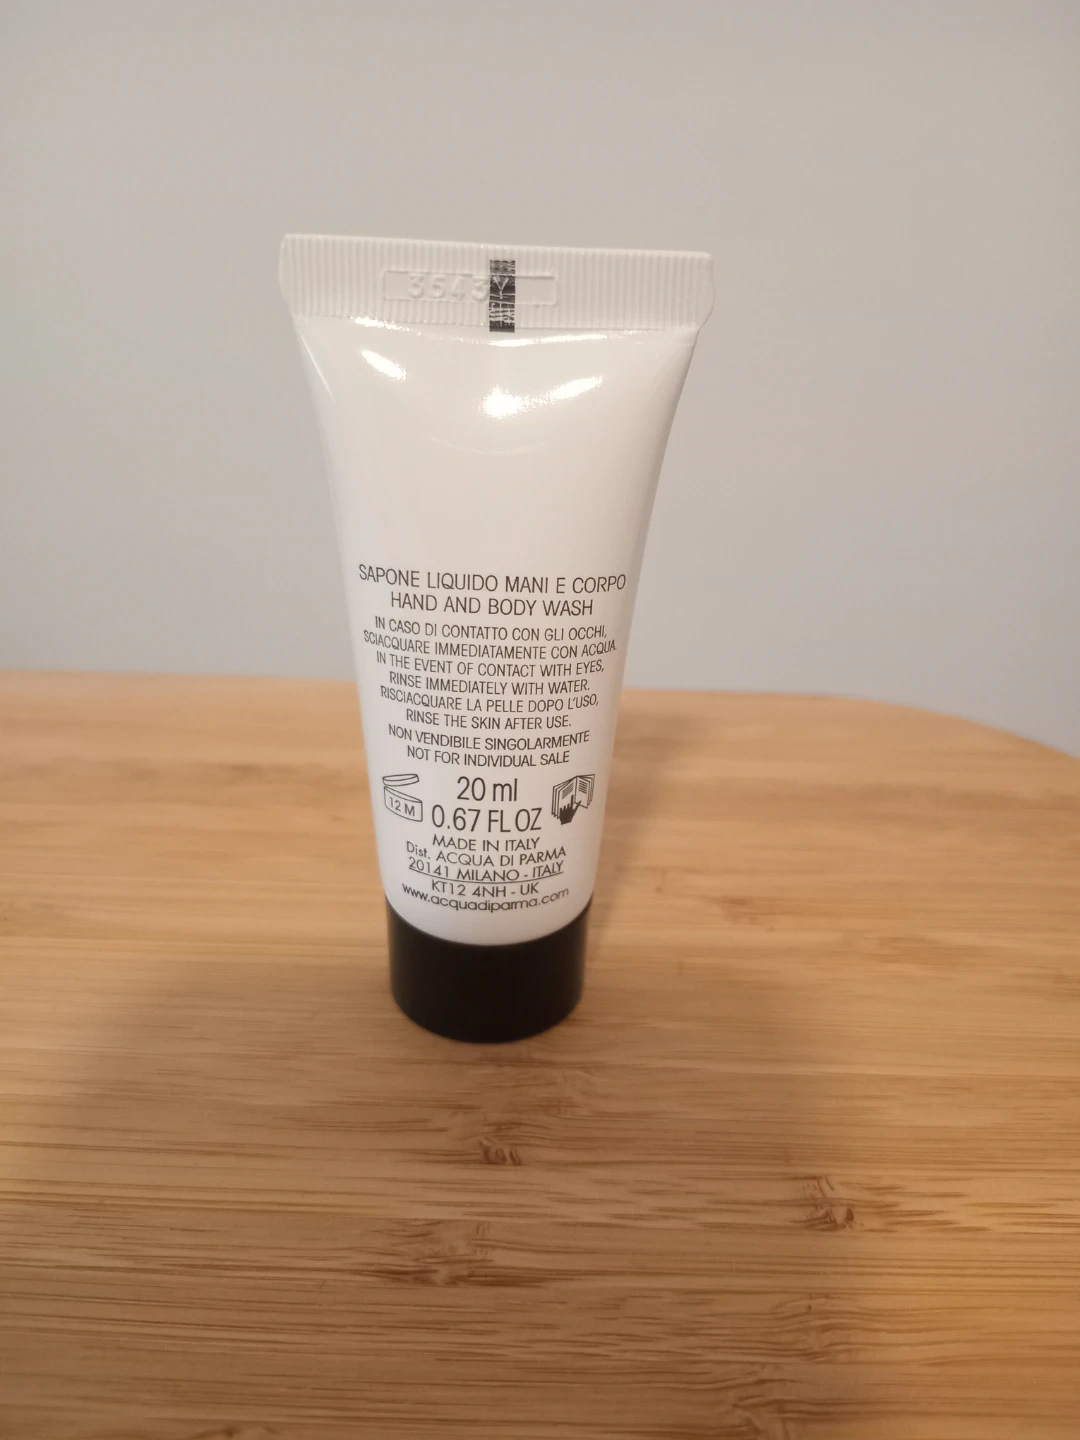 3543Y
SAPONE LIQUIDO MANI E CORPO
HAND AND BODY WASH
IN CASO DI CONTATTO CON GLI OCCHI,
SCIACQUARE IMMEDIATAMENTE CON ACQUA.
IN THE EVENT OF CONTACT WITH EYES,
RINSE IMMEDIATELY WITH WATER.
RISCIACQUARE LA PELLE DOPO L'USO,
RINSE THE SKIN AFTER USE.
NON VENDIBILE SINGOLARMENTE
NOT FOR INDIVIDUAL SALE
20 ml
12 M
0.67 FL OZ
MADE IN ITALY
Dist. ACQUA DI PARMA
20141 MILANO - ITALY
KT12 4NH - UK
www.acquadiparma.com